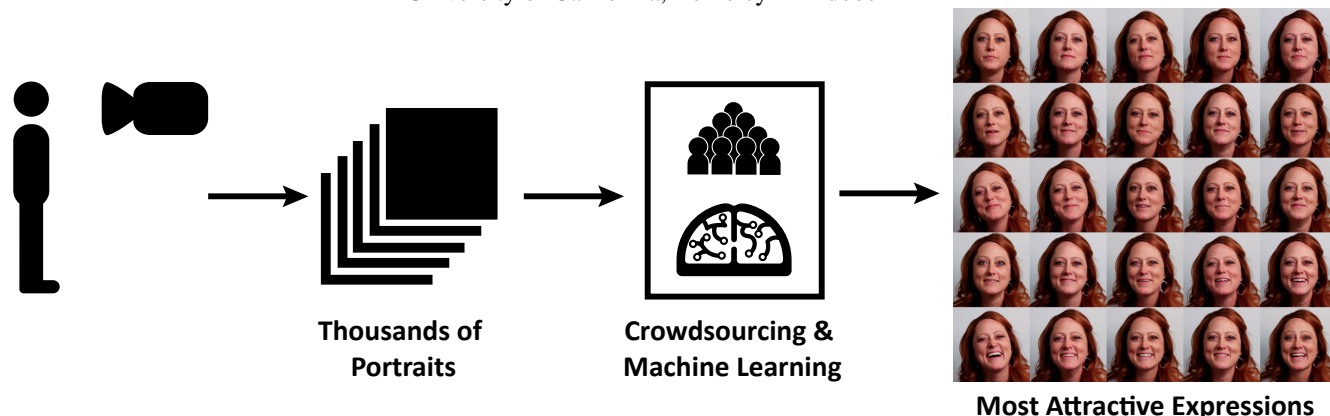 Thousands of
Portraits
Crowdsourcing &
Machine Learning
Most Attractive Expressions